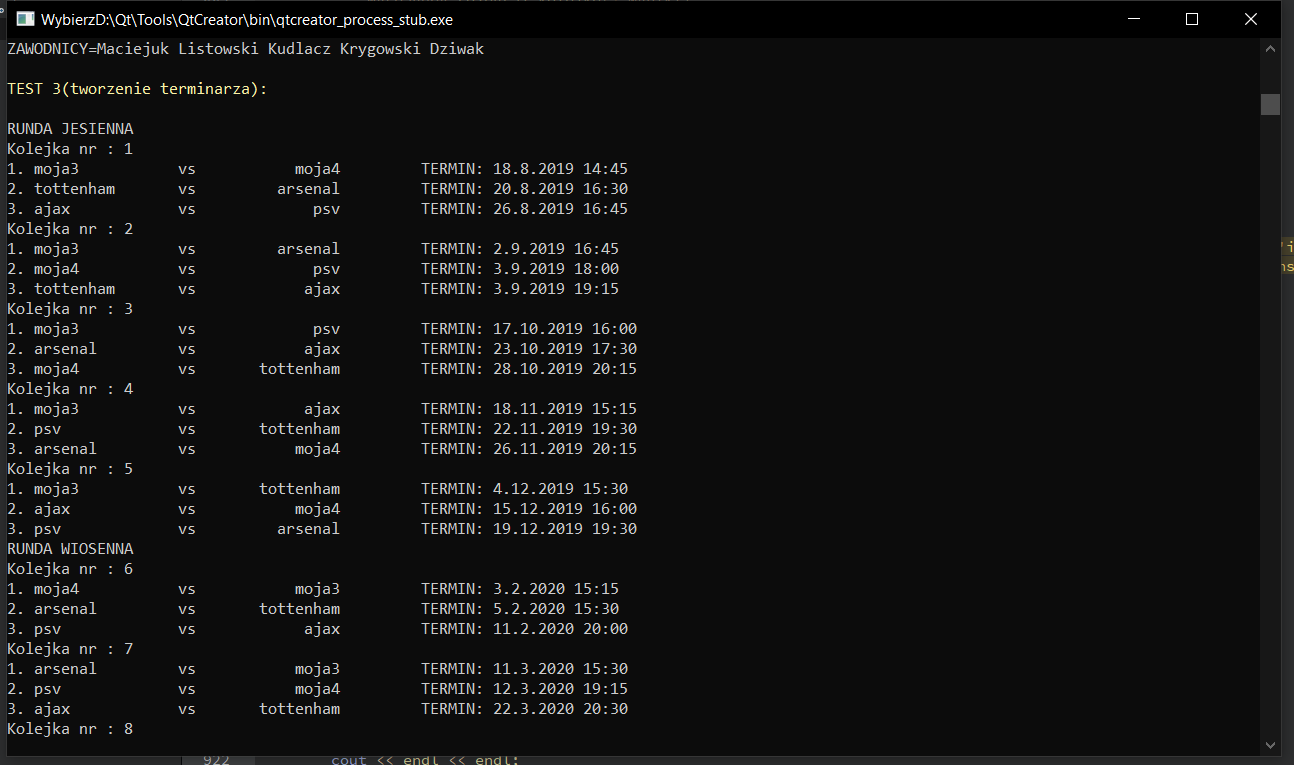 WybierzD:\Qt\Tools\QtCreator\bin\qtcreator_process_stub.exe
ZAWODNICY=Maciejuk Listowski Kudlacz Krygowski Dziwak
TEST 3(tworzenie terminarza):
RUNDA JESIENNA
Kolejka nr : 1
1. moja3 vs moja4 TERMIN: 18.8.2019 14:45
2. tottenham vs arsenal TERMIN: 20.8.2019 16:30
3. ajax vs psv TERMIN: 26.8.2019 16:45
Kolejka nr : 2
1. moja3 vs arsenal TERMIN: 2.9.2019 16:45
2. moja4 vs psv TERMIN: 3.9.2019 18:00
3. tottenham vs ajax TERMIN: 3.9.2019 19:15
Kolejka nr : 3
1. moja3 vs psv TERMIN: 17.10.2019 16:00
2. arsenal vs ajax TERMIN: 23.10.2019 17:30
3. moja4 vs tottenham TERMIN: 28.10.2019 20:15
Kolejka nr : 4
1. moja3 vs ajax TERMIN: 18.11.2019 15:15
2. psv vs tottenham TERMIN: 22.11.2019 19:30
3. arsenal vs moja4 TERMIN: 26.11.2019 20:15
Kolejka nr : 5
1. moja3 vs tottenham TERMIN: 4.12.2019 15:30
2. ajax vs moja4 TERMIN: 15.12.2019 16:00
3. psv vs arsenal TERMIN: 19.12.2019 19:30
RUNDA WIOSENNA
Kolejka nr : 6
1. moja4 vs moja3 TERMIN: 3.2.2020 15:15
2. arsenal vs tottenham TERMIN: 5.2.2020 15:30
3. psv vs ajax TERMIN: 11.2.2020 20:00
Kolejka nr : 7
1. arsenal vs moja3 TERMIN: 11.3.2020 15:30
2. psv vs moja4 TERMIN: 12.3.2020 19:15
3. ajax vs tottenham TERMIN: 22.3.2020 20:30
Kolejka nr : 8
922 cout << endl << endl;